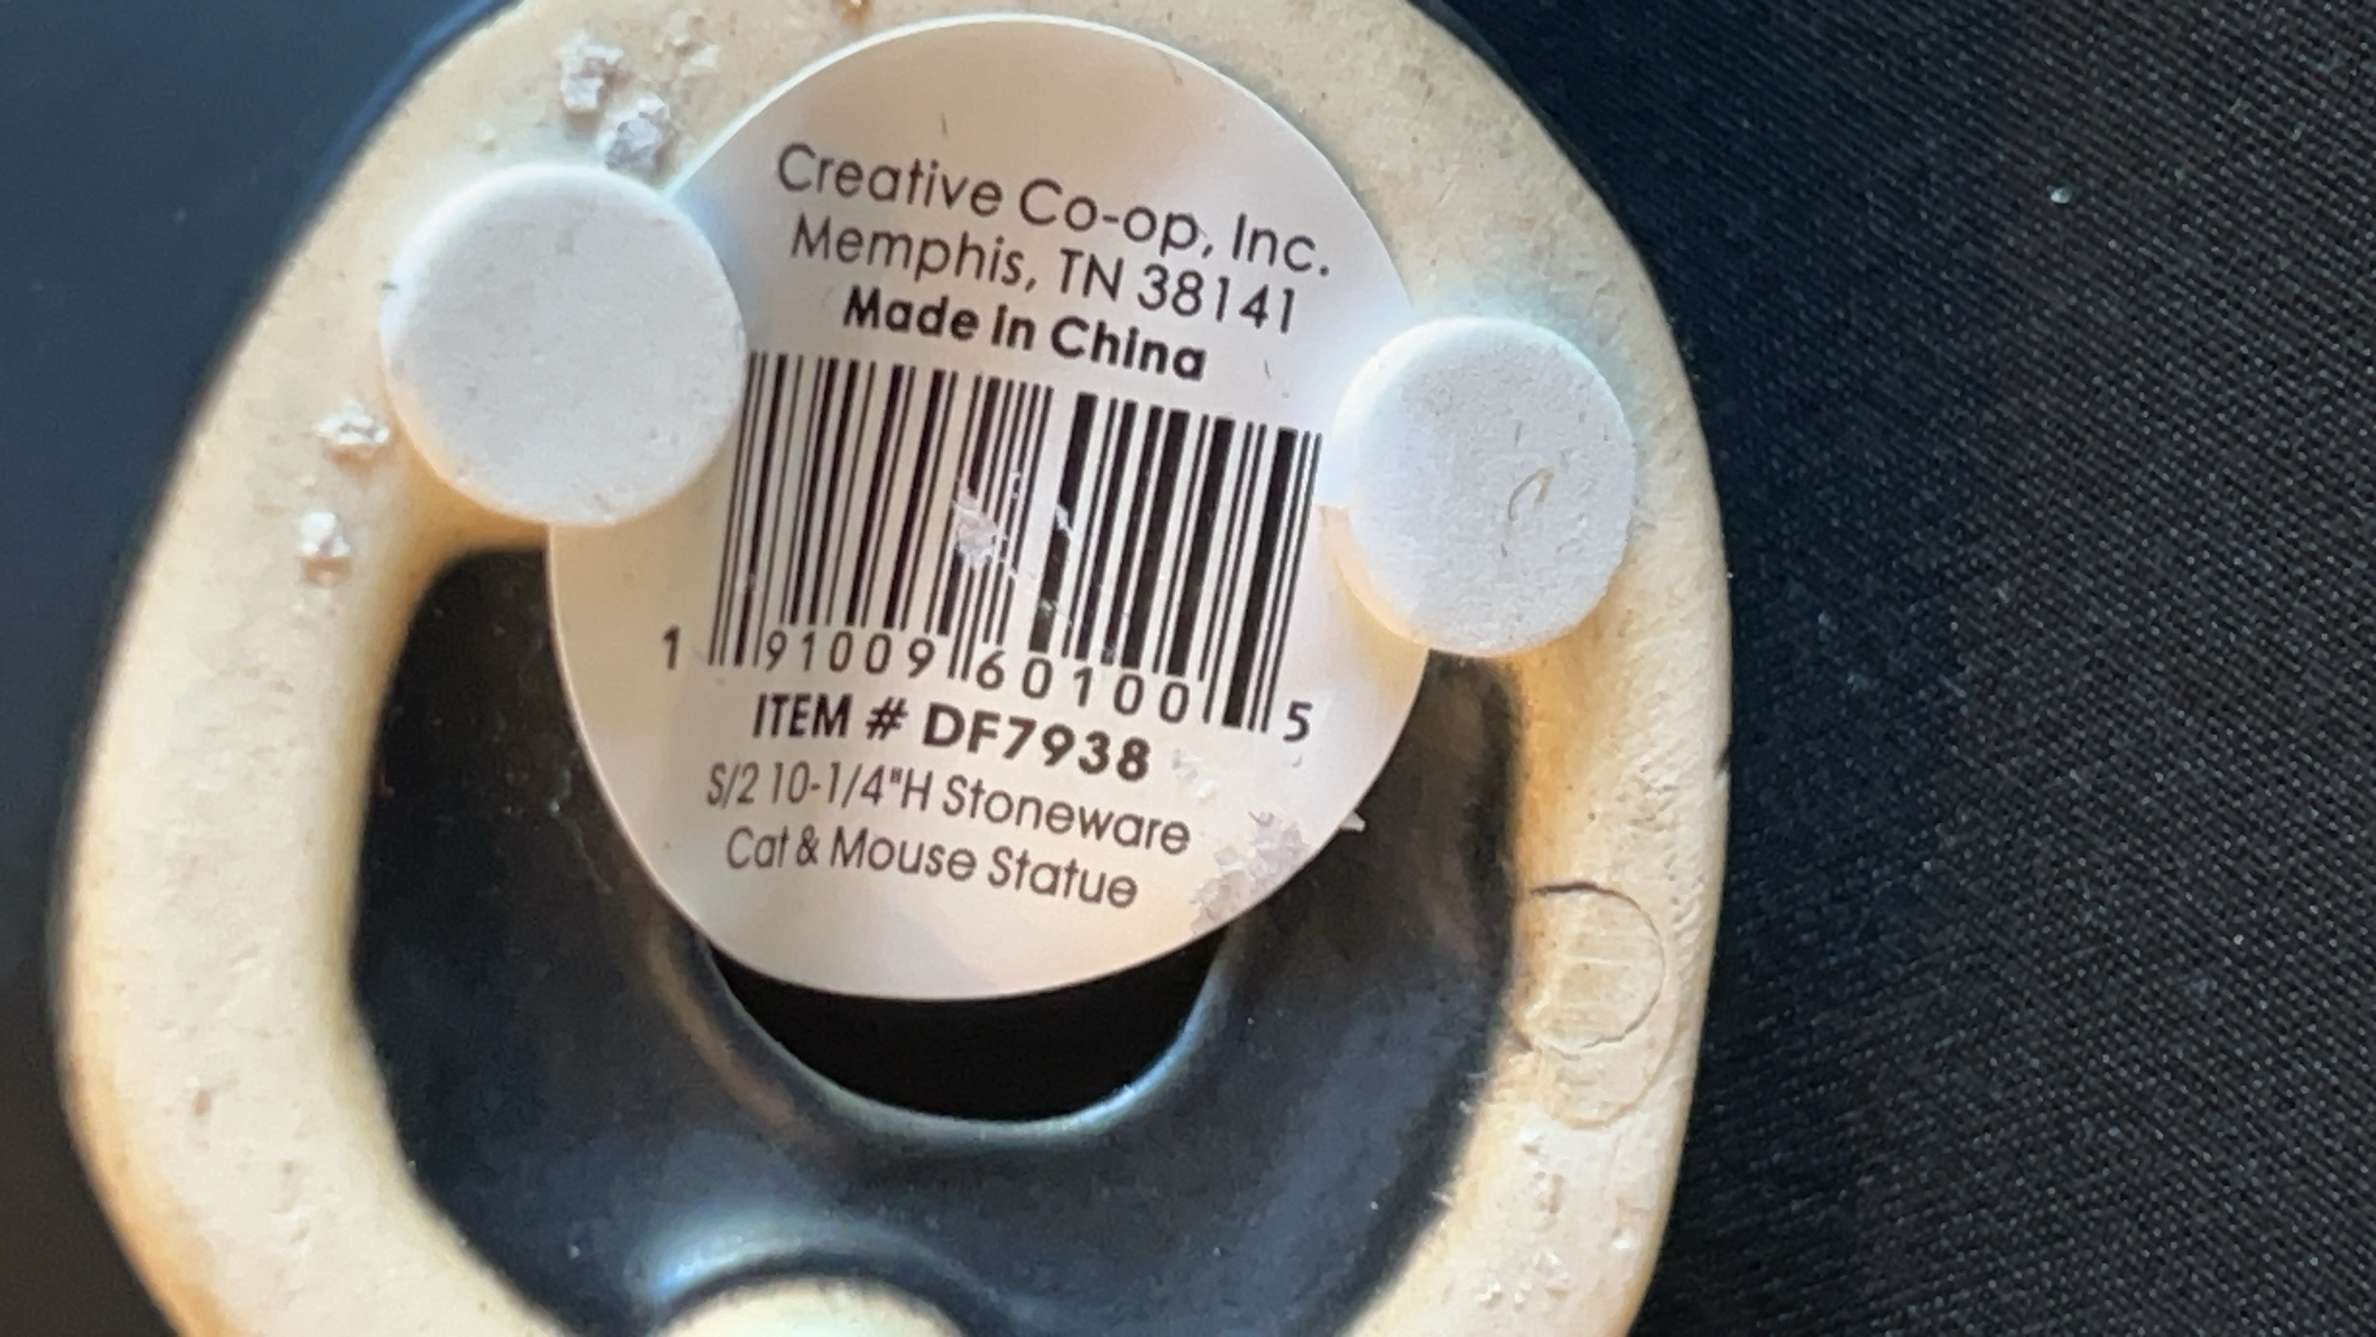 Creative Co-op, Inc.
Memphis, TN 38141
Made in China
1 91009 60100 5
ITEM # DF7938
S/2 10-1/4"H Stoneware
Cat & Mouse Statue